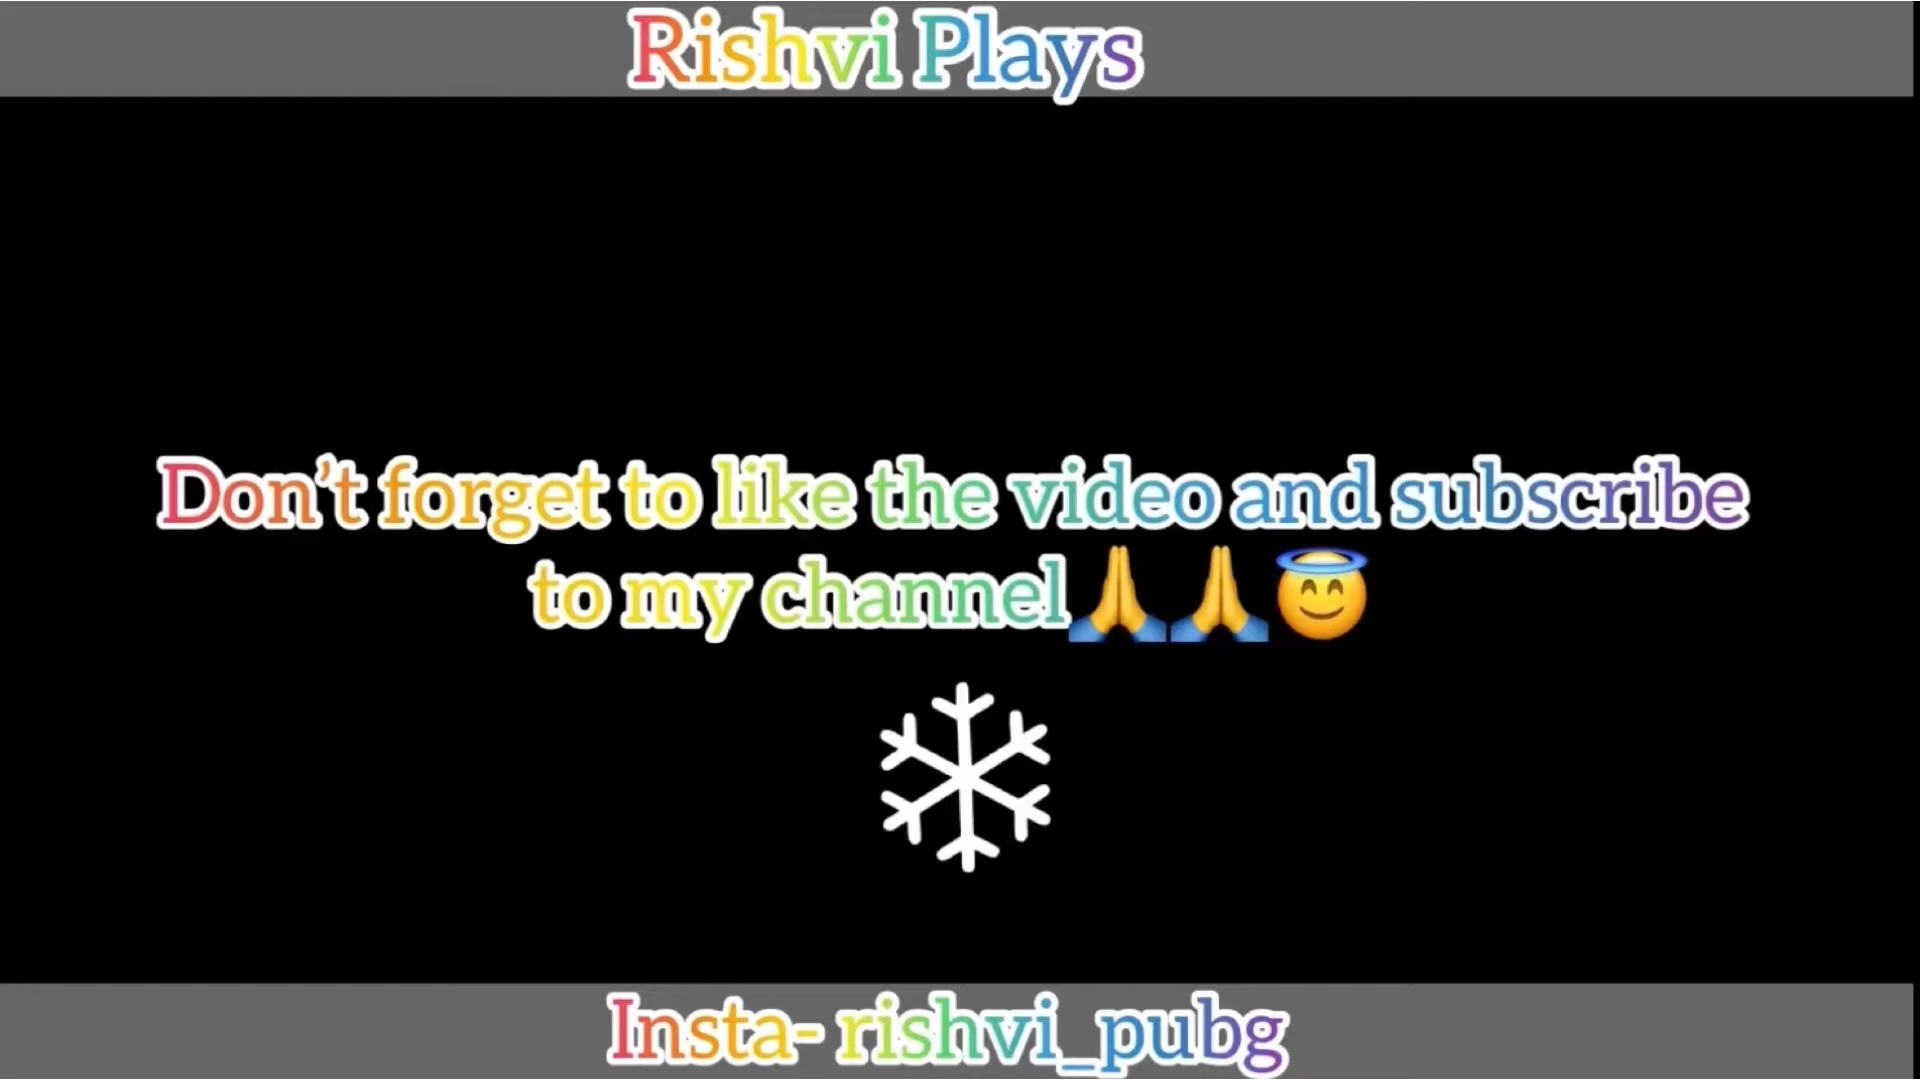 Rishvi Plays
Don't forget to like the video and subscribe
to my channel🙏🙏😇
Insta- rishvi_pubg